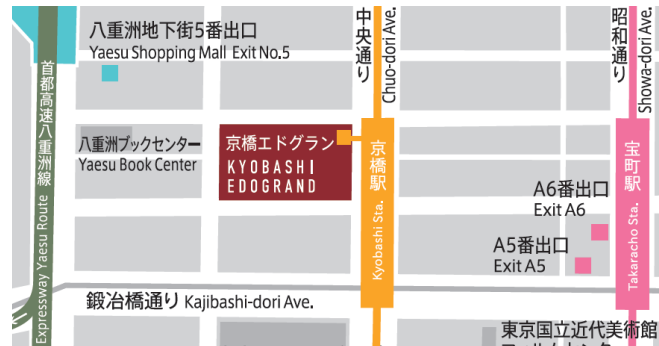 八重洲地下街5番出口
Yaesu Shopping Mall Exit No.5
中央通り
Chuo-dori Ave.
昭和通り
Showa-dori Ave.
首都高速八重洲線
Expressway Yaesu Route
八重洲ブックセンター
Yaesu Book Center
京橋エドグラン
KYOBASHI
EDOGRAND
京橋駅
Kyobashi Sta.
宝町駅
Takaracho Sta.
A6番出口
Exit A6
A5番出口
Exit A5
鍛冶橋通り Kajibashi-dori Ave.
東京国立近代美術館